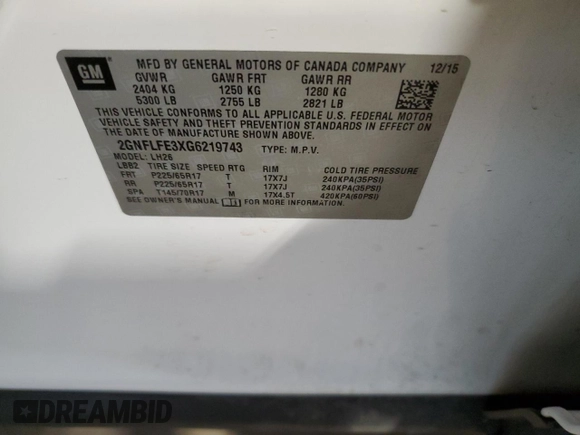 GM
MFD BY GENERAL MOTORS OF CANADA COMPANY 12/15
GVWR GAWR FRT GAWR RR
2404 KG 1250 KG 1280 KG
5300 LB 2755 LB 2821 LB
THIS VEHICLE CONFORMS TO ALL APPLICABLE U.S. FEDERAL MOTOR
VEHICLE SAFETY AND THEFT PREVENTION STANDARDS IN EFFECT ON
THE DATE OF MANUFACTURE SHOWN ABOVE.
2GNFLFE3XG6219743 TYPE: M.P.V.
MODEL: LH26
LBB2 TIRE SIZE SPEED RTG RIM COLD TIRE PRESSURE
FRT P225/65R17 T 17X7J 240KPA(35PSI)
RR P225/65R17 T 17X7J 240KPA(35PSI)
SPA T145/70R17 M 17X4.5T 420KPA(60PSI)
SEE OWNER'S MANUAL FOR MORE INFORMATION.
DREAMBID